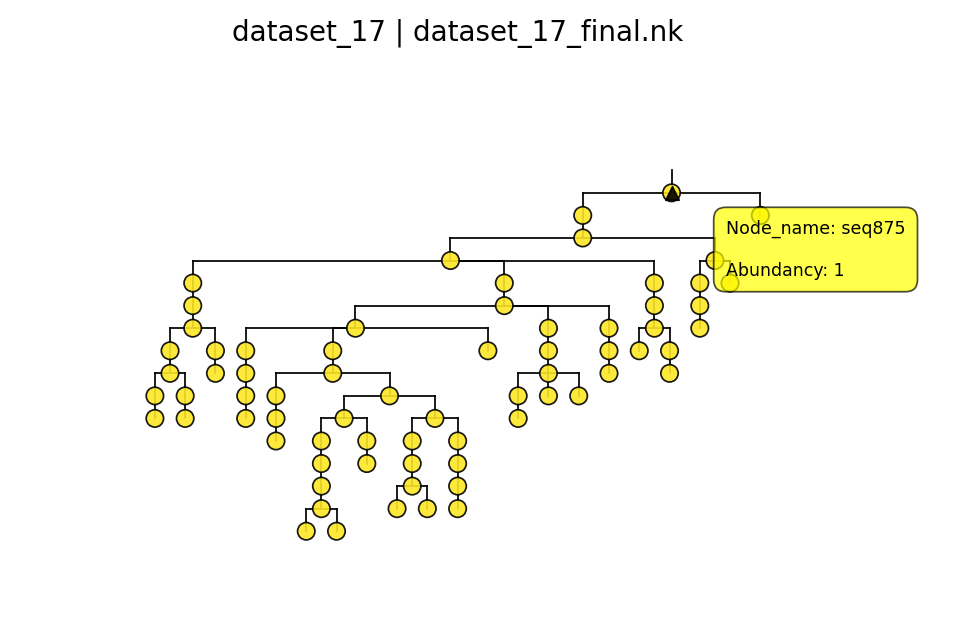 dataset_17 | dataset_17_final.nk
Node_name: seq875
Abundancy: 1